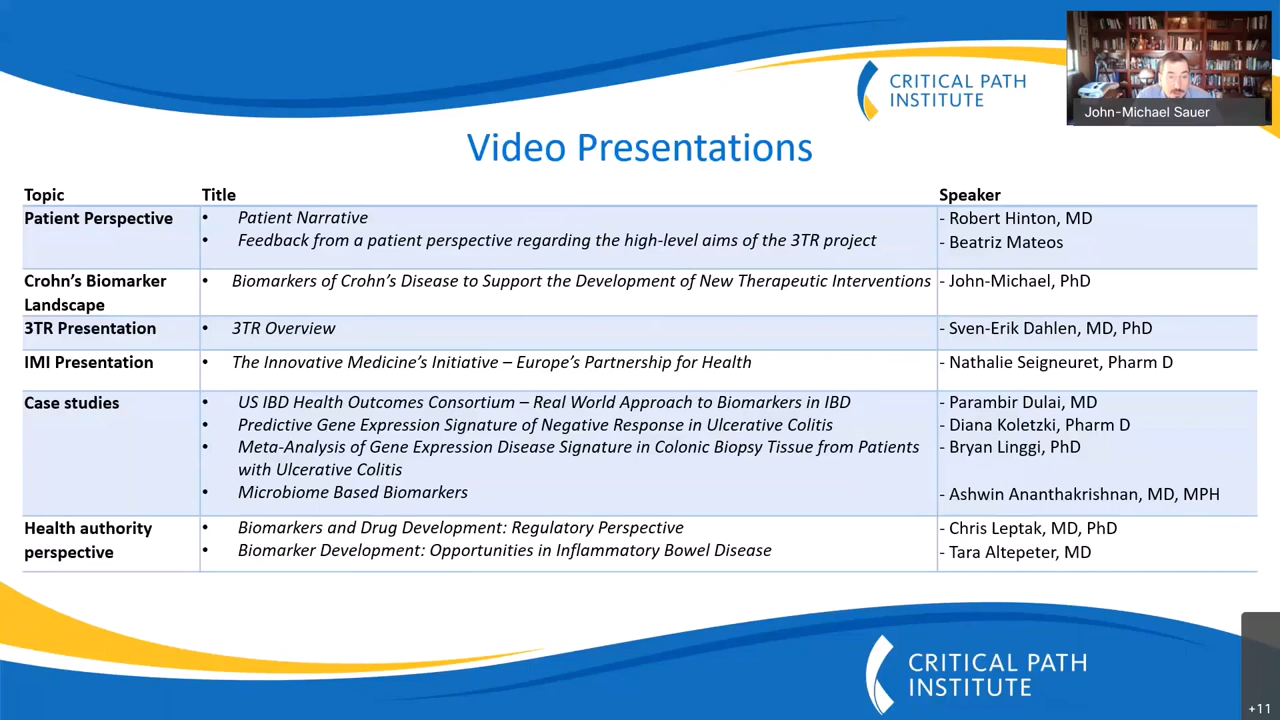 CRITICAL PATH
INSTITUTE
John-Michael Sauer
Video Presentations
Topic Title Speaker
Patient Perspective • Patient Narrative - Robert Hinton, MD
• Feedback from a patient perspective regarding the high-level aims of the 3TR project - Beatriz Mateos
Crohn's Biomarker • Biomarkers of Crohn's Disease to Support the Development of New Therapeutic Interventions - John-Michael, PhD
Landscape
3TR Presentation • 3TR Overview - Sven-Erik Dahlen, MD, PhD
IMI Presentation • The Innovative Medicine's Initiative – Europe's Partnership for Health - Nathalie Seigneuret, Pharm D
Case studies • US IBD Health Outcomes Consortium – Real World Approach to Biomarkers in IBD - Parambir Dulai, MD
• Predictive Gene Expression Signature of Negative Response in Ulcerative Colitis - Diana Koletzki, Pharm D
• Meta-Analysis of Gene Expression Disease Signature in Colonic Biopsy Tissue from Patients - Bryan Linggi, PhD
with Ulcerative Colitis
• Microbiome Based Biomarkers - Ashwin Ananthakrishnan, MD, MPH
Health authority • Biomarkers and Drug Development: Regulatory Perspective - Chris Leptak, MD, PhD
perspective • Biomarker Development: Opportunities in Inflammatory Bowel Disease - Tara Altepeter, MD
CRITICAL PATH
INSTITUTE
+11